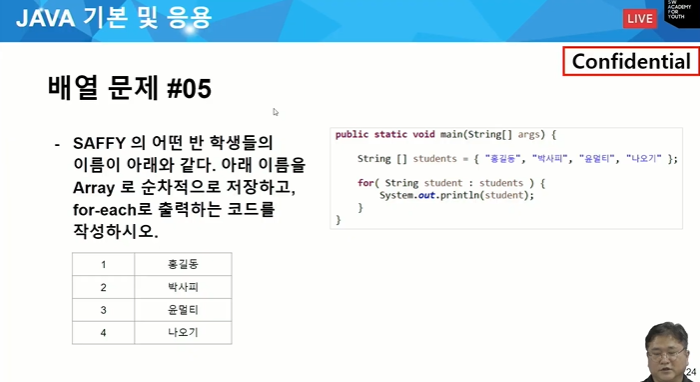 JAVA 기본 및 응용
LIVE
SW
ACADEMY
FOR
YOUTH
Confidential
배열 문제 #05
- SAFFY 의 어떤 반 학생들의
이름이 아래와 같다. 아래 이름을
Array 로 순차적으로 저장하고,
for-each로 출력하는 코드를
작성하시오.
1 홍길동
2 박사피
3 윤멀티
4 나오기
public static void main(String[] args) {
String [] students = { "홍길동", "박사피", "윤멀티", "나오기" };
for( String student : students ) {
System.out.println(student);
}
}
24